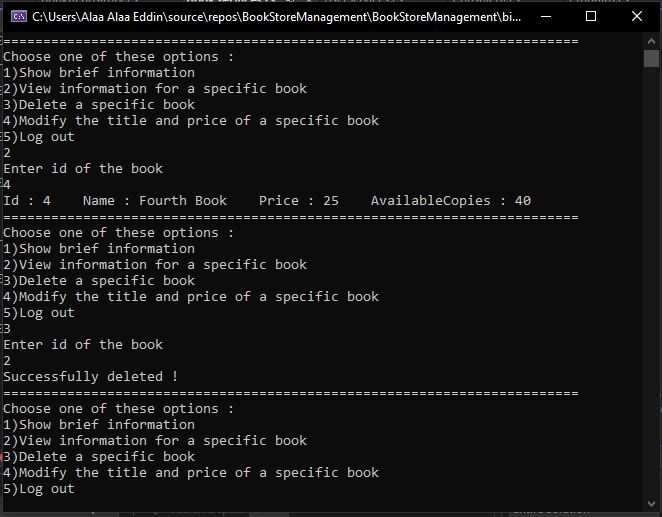 C:\Users\Alaa Alaa Eddin\source\repos\BookStoreManagement\BookStoreManagement\bi...
========================================================================
Choose one of these options :
1)Show brief information
2)View information for a specific book
3)Delete a specific book
4)Modify the title and price of a specific book
5)Log out
2
Enter id of the book
4
Id : 4    Name : Fourth Book    Price : 25    AvailableCopies : 40
========================================================================
Choose one of these options :
1)Show brief information
2)View information for a specific book
3)Delete a specific book
4)Modify the title and price of a specific book
5)Log out
3
Enter id of the book
2
Successfully deleted !
========================================================================
Choose one of these options :
1)Show brief information
2)View information for a specific book
3)Delete a specific book
4)Modify the title and price of a specific book
5)Log out